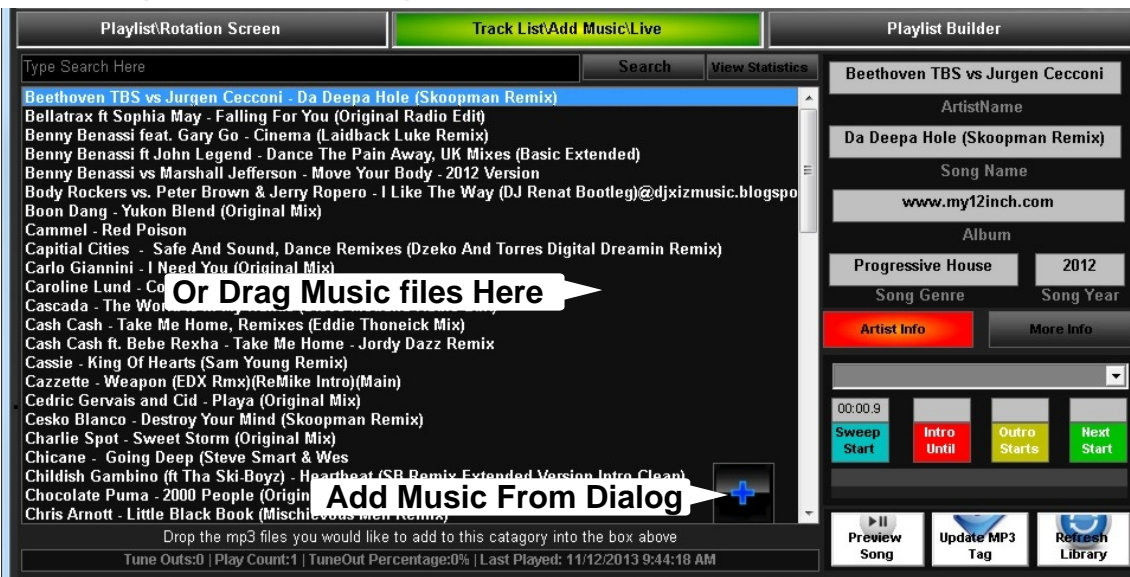 Playlist\Rotation Screen
Track List\Add Music\Live
Playlist Builder
Type Search Here
Search
View Statistics
Beethoven TBS vs Jurgen Cecconi - Da Deepa Hole (Skoopman Remix)
Bellatrax ft Sophia May - Falling For You (Original Radio Edit)
Benny Benassi feat. Gary Go - Cinema (Laidback Luke Remix)
Benny Benassi ft John Legend - Dance The Pain Away, UK Mixes (Basic Extended)
Benny Benassi vs Marshall Jefferson - Move Your Body - 2012 Version
Body Rockers vs. Peter Brown & Jerry Ropero - I Like The Way (DJ Renat Bootleg)@djxizmusic.blogspo
Boon Dang - Yukon Blend (Original Mix)
Cammel - Red Poison
Capitial Cities - Safe And Sound, Dance Remixes (Dzeko And Torres Digital Dreamin Remix)
Carlo Giannini - I Need You (Original Mix)
Caroline Lund -
Cascada - The
Cash Cash - Take Me Home, Remixes (Eddie Thoneick Mix)
Cash Cash ft. Bebe Rexha - Take Me Home - Jordy Dazz Remix
Cassie - King Of Hearts (Sam Young Remix)
Cazzette - Weapon (EDX Rmx)(ReMike Intro)(Main)
Cedric Gervais and Cid - Playa (Original Mix)
Cesko Blanco - Destroy Your Mind (Skoopman Remix)
Charlie Spot - Sweet Storm (Original Mix)
Chicane - Going Deep (Steve Smart & Wes
Childish Gambino (ft Tha Ski-Boyz) - Heartbeat (SB Remix Extended Version Intro Clean)
Chocolate Puma - 2000 People
Chris Arnott - Little Black Book (Mischievous Men Remix)
Or Drag Music files Here
Add Music From Dialog
Drop the mp3 files you would like to add to this catagory into the box above
Tune Outs:0 | Play Count:1 | TuneOut Percentage:0% | Last Played: 11/12/2013 9:44:18 AM
Beethoven TBS vs Jurgen Cecconi
ArtistName
Da Deepa Hole (Skoopman Remix)
Song Name
www.my12inch.com
Album
Progressive House
2012
Song Genre
Song Year
Artist Info
More Info
00:00.9
Sweep Start
Intro Until
Outro Starts
Next Start
Preview Song
Update MP3 Tag
Refresh Library